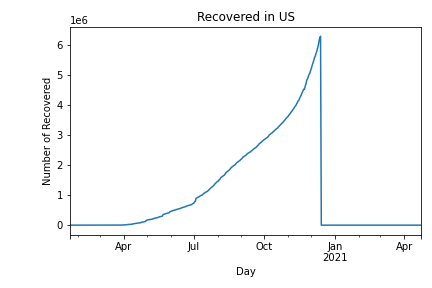 Recovered in US
1e6
6
5
4
3
2
1
0
Number of Recovered
Apr
Jul
Oct
Jan
2021
Apr
Day